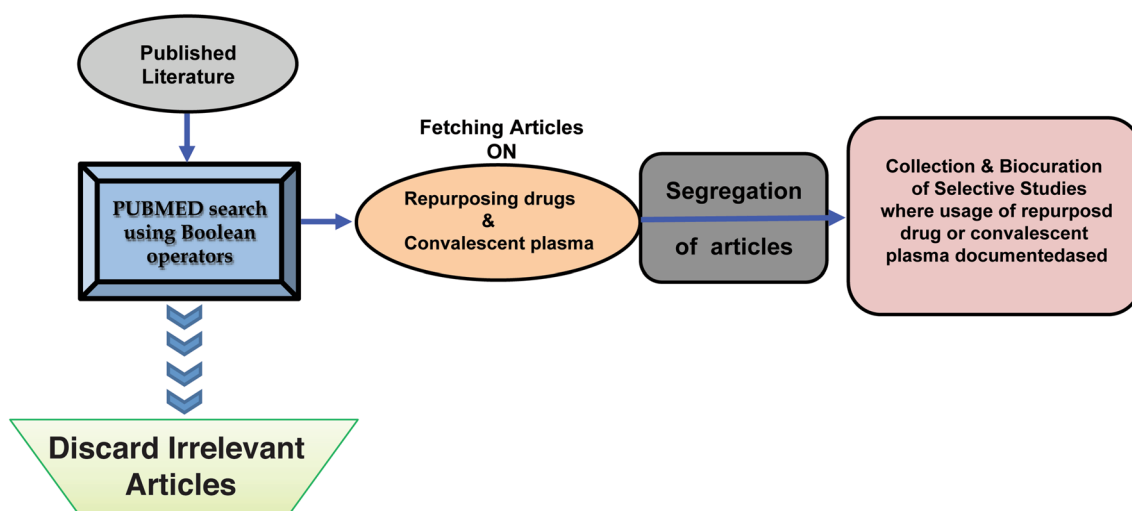 Published
Literature
PUBMED search
using Boolean
operators
Fetching Articles
ON
Repurposing drugs
&
Convalescent plasma
Segregation
of articles
Collection & Biocuration
of Selective Studies
where usage of repurposd
drug or convalescent
plasma documentedased
Discard Irrelevant
Articles